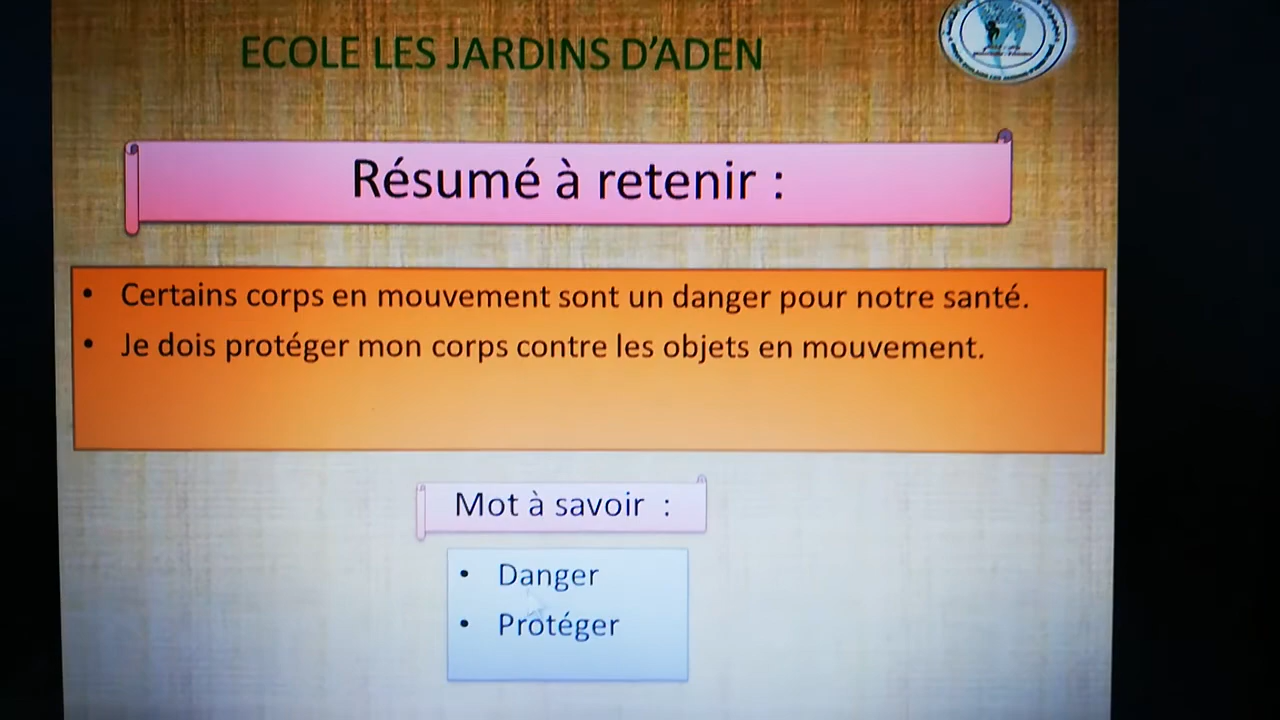 ECOLE LES JARDINS D'ADEN
Résumé à retenir :
• Certains corps en mouvement sont un danger pour notre santé.
• Je dois protéger mon corps contre les objets en mouvement.
Mot à savoir :
• Danger
• Protéger